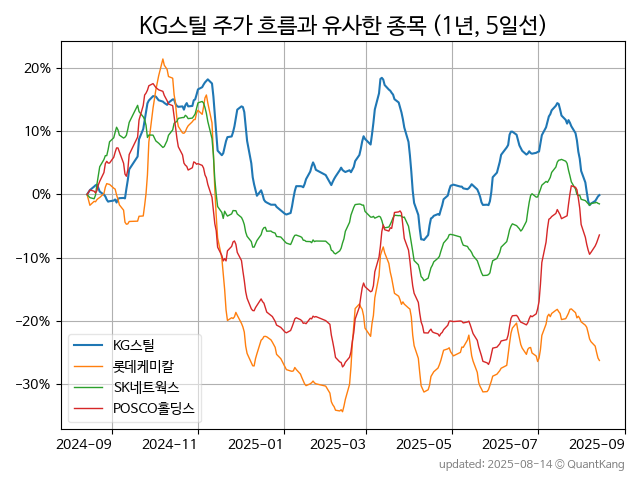 KG스틸 주가 흐름과 유사한 종목 (1년, 5일선)
20%
10%
0%
−10%
−20%
−30%
KG스틸
롯데케미칼
SK네트웍스
POSCO홀딩스
2024-09
2024-11
2025-01
2025-03
2025-05
2025-07
2025-09
updated: 2025-08-14 © QuantKang